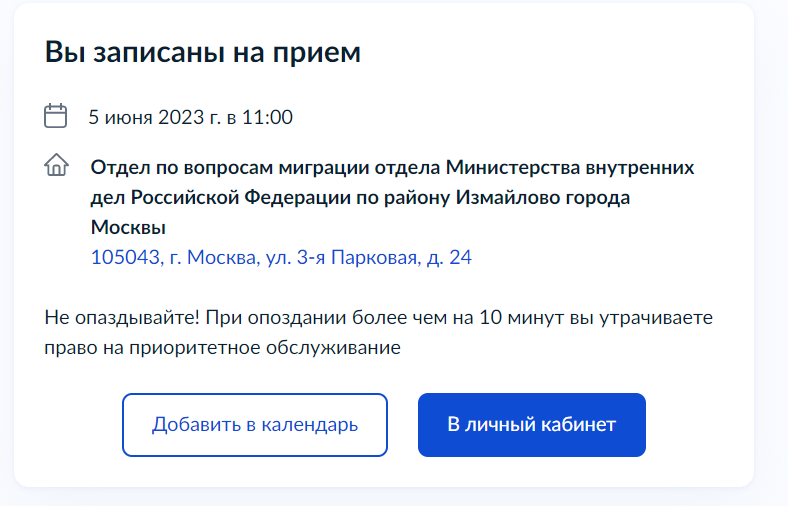 Вы записаны на прием
5 июня 2023 г. в 11:00
Отдел по вопросам миграции отдела Министерства внутренних
дел Российской Федерации по району Измайлово города
Москвы
105043, г. Москва, ул. 3-я Парковая, д. 24
Не опаздывайте! При опоздании более чем на 10 минут вы утрачиваете
право на приоритетное обслуживание
Добавить в календарь
В личный кабинет